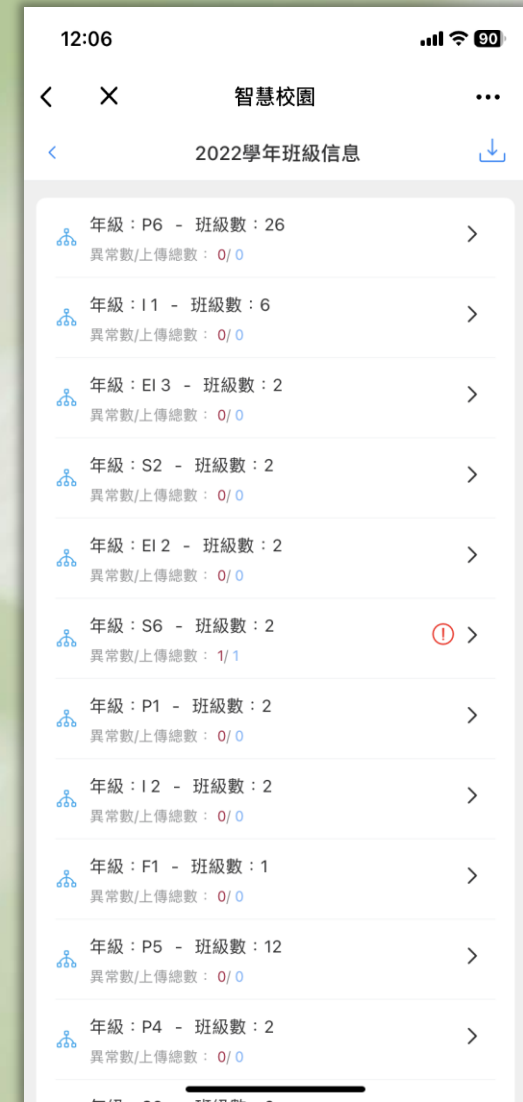 12:06
90
智慧校園
2022學年班級信息
年級：P6 - 班級數：26
異常數/上傳總數： 0/ 0
年級：I 1 - 班級數：6
異常數/上傳總數： 0/ 0
年級：EI 3 - 班級數：2
異常數/上傳總數： 0/ 0
年級：S2 - 班級數：2
異常數/上傳總數： 0/ 0
年級：EI 2 - 班級數：2
異常數/上傳總數： 0/ 0
年級：S6 - 班級數：2
異常數/上傳總數： 1/ 1
年級：P1 - 班級數：2
異常數/上傳總數： 0/ 0
年級：I 2 - 班級數：2
異常數/上傳總數： 0/ 0
年級：F1 - 班級數：1
異常數/上傳總數： 0/ 0
年級：P5 - 班級數：12
異常數/上傳總數： 0/ 0
年級：P4 - 班級數：2
異常數/上傳總數： 0/ 0